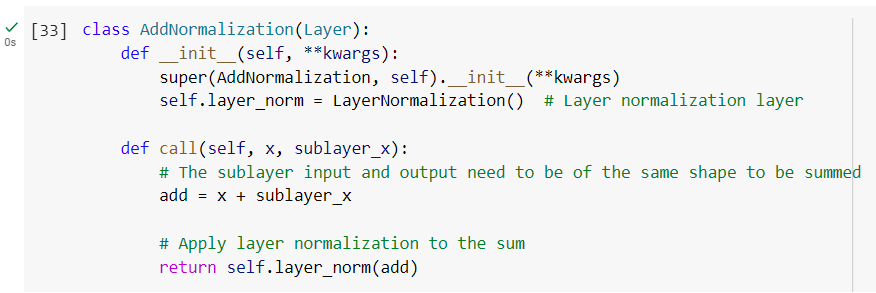 [33] class AddNormalization(Layer):
def __init__(self, **kwargs):
super(AddNormalization, self).__init__(**kwargs)
self.layer_norm = LayerNormalization()  # Layer normalization layer
0s
def call(self, x, sublayer_x):
# The sublayer input and output need to be of the same shape to be summed
add = x + sublayer_x
# Apply layer normalization to the sum
return self.layer_norm(add)